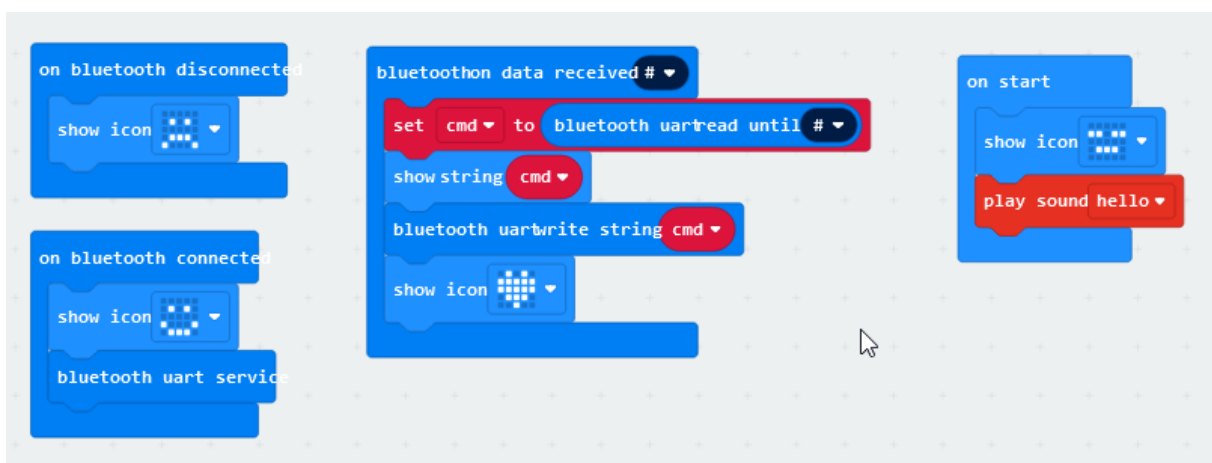 on bluetooth disconnected
show icon
on bluetooth connected
show icon
bluetooth uart service
bluetoothon data received #
set cmd to bluetooth uartread until #
show string cmd
bluetooth uartwrite string cmd
show icon
on start
show icon
play sound hello